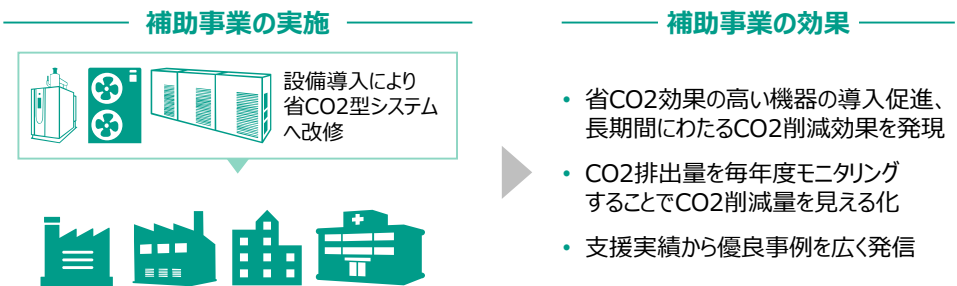 補助事業の実施
設備導入により
省CO2型システム
へ改修
補助事業の効果
• 省CO2効果の高い機器の導入促進、
長期間にわたるCO2削減効果を発現
• CO2排出量を毎年度モニタリング
することでCO2削減量を見える化
• 支援実績から優良事例を広く発信